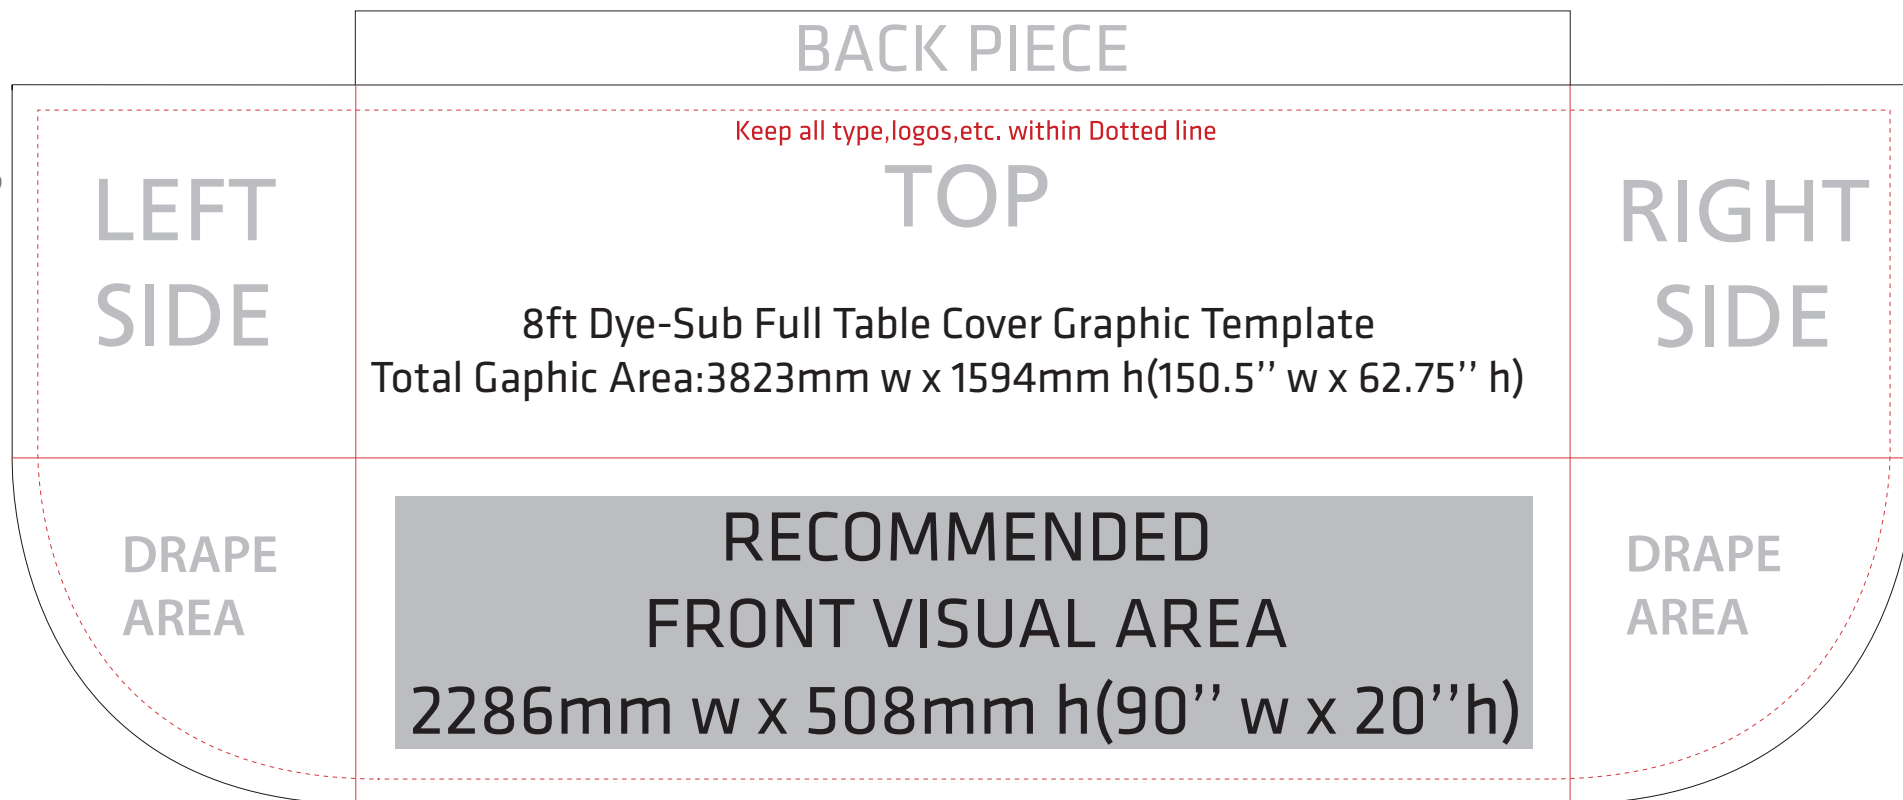 BACK PIECE
Keep all type,logos,etc. within Dotted line
LEFT
SIDE
TOP
RIGHT
SIDE
8ft Dye-Sub Full Table Cover Graphic Template
Total Gaphic Area:3823mm w x 1594mm h(150.5’’ w x 62.75’’ h)
DRAPE
AREA
RECOMMENDED
FRONT VISUAL AREA
2286mm w x 508mm h(90’’ w x 20’’h)
DRAPE
AREA